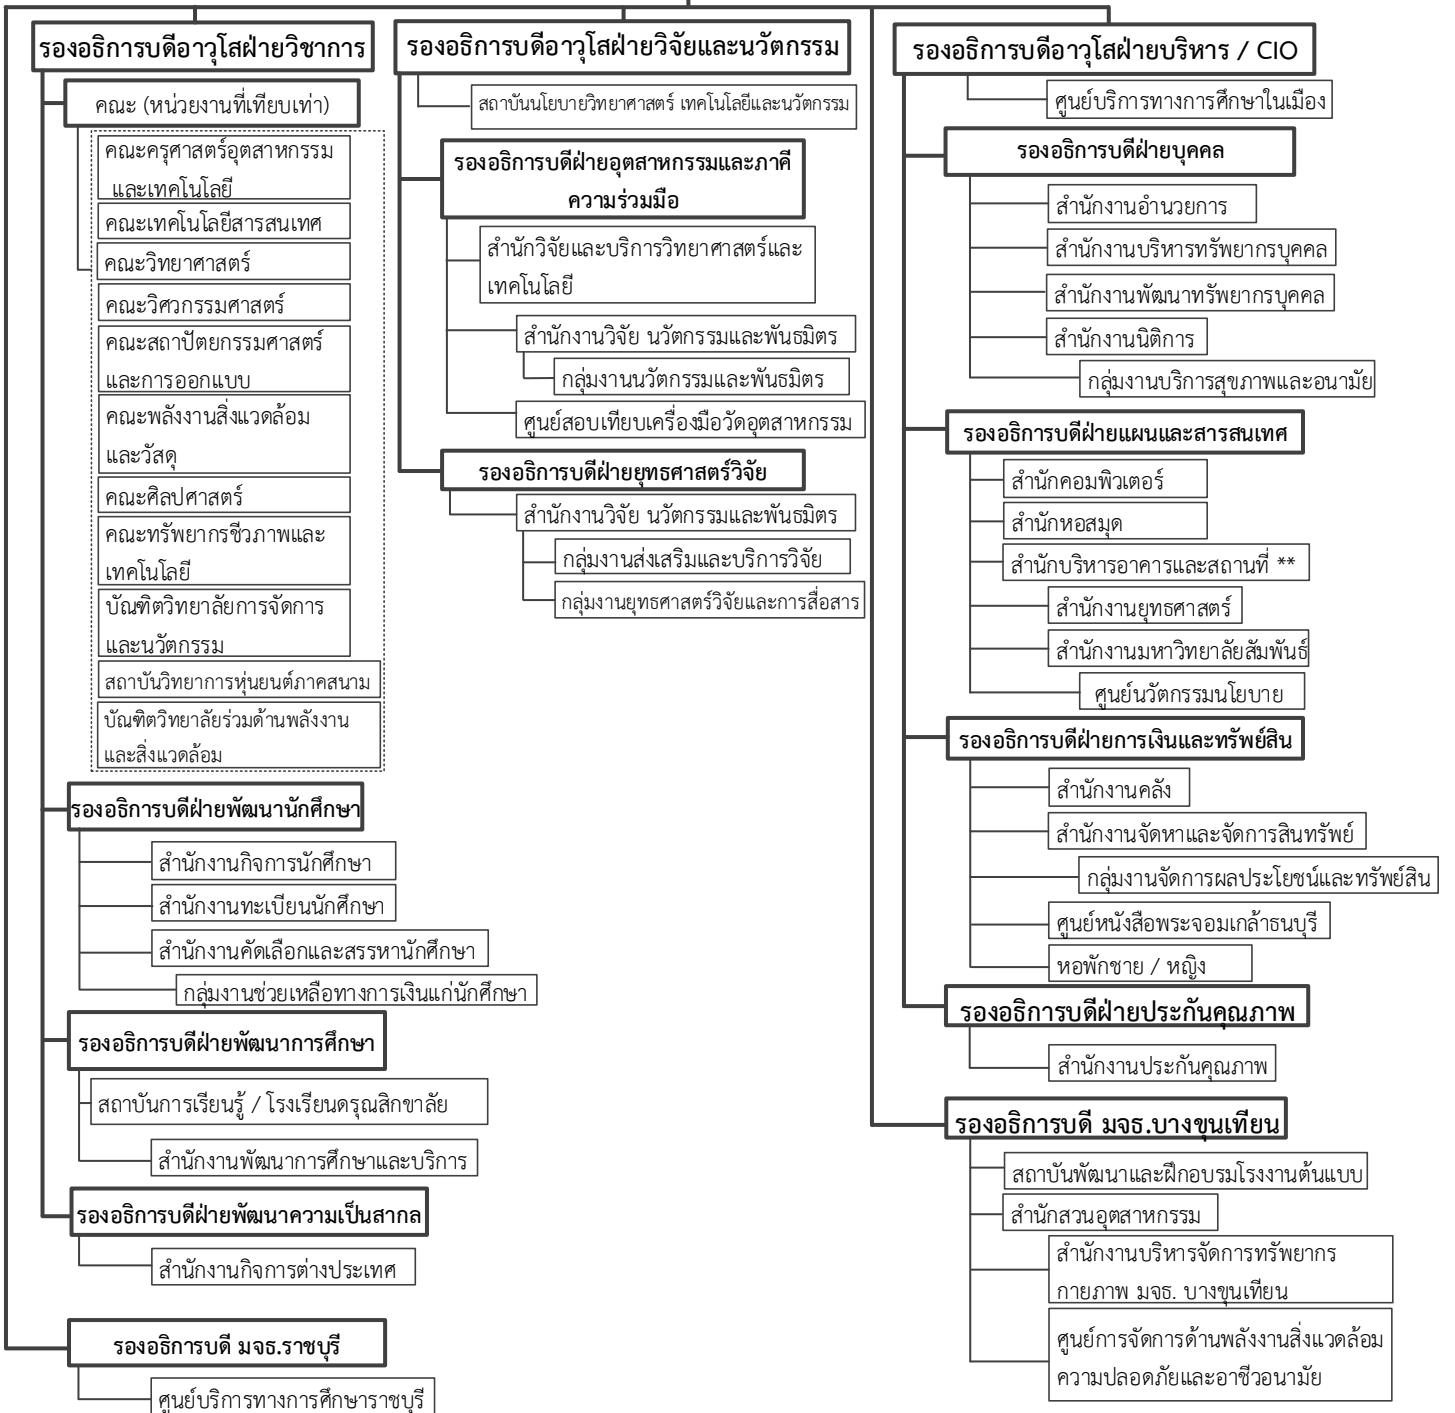 รองอธิการบดีอาวุโสฝ่ายวิชาการ
คณะ (หน่วยงานที่เทียบเท่า)
คณะครุศาสตร์อุตสาหกรรม
และเทคโนโลยี
คณะเทคโนโลยีสารสนเทศ
คณะวิทยาศาสตร์
คณะวิศวกรรมศาสตร์
คณะสถาปัตยกรรมศาสตร์
และการออกแบบ
คณะพลังงานสิ่งแวดล้อม
และวัสดุ
คณะศิลปศาสตร์
คณะทรัพยากรชีวภาพและ
เทคโนโลยี
บัณฑิตวิทยาลัยการจัดการ
และนวัตกรรม
สถาบันวิทยาการหุ่นยนต์ภาคสนาม
บัณฑิตวิทยาลัยร่วมด้านพลังงาน
และสิ่งแวดล้อม
รองอธิการบดีฝ่ายพัฒนานักศึกษา
สำนักงานกิจการนักศึกษา
สำนักงานทะเบียนนักศึกษา
สำนักงานคัดเลือกและสรรหานักศึกษา
กลุ่มงานช่วยเหลือทางการเงินแก่นักศึกษา
รองอธิการบดีฝ่ายพัฒนาการศึกษา
สถาบันการเรียนรู้ / โรงเรียนดรุณสิกขาลัย
สำนักงานพัฒนาการศึกษาและบริการ
รองอธิการบดีฝ่ายพัฒนาความเป็นสากล
สำนักงานกิจการต่างประเทศ
รองอธิการบดี มจธ.ราชบุรี
ศูนย์บริการทางการศึกษาราชบุรี
รองอธิการบดีอาวุโสฝ่ายวิจัยและนวัตกรรม
สถาบันนโยบายวิทยาศาสตร์ เทคโนโลยีและนวัตกรรม
รองอธิการบดีฝ่ายอุตสาหกรรมและภาคี
ความร่วมมือ
สำนักวิจัยและบริการวิทยาศาสตร์และ
เทคโนโลยี
สำนักงานวิจัย นวัตกรรมและพันธมิตร
กลุ่มงานนวัตกรรมและพันธมิตร
ศูนย์สอบเทียบเครื่องมือวัดอุตสาหกรรม
รองอธิการบดีฝ่ายยุทธศาสตร์วิจัย
สำนักงานวิจัย นวัตกรรมและพันธมิตร
กลุ่มงานส่งเสริมและบริการวิจัย
กลุ่มงานยุทธศาสตร์วิจัยและการสื่อสาร
รองอธิการบดีอาวุโสฝ่ายบริหาร / CIO
ศูนย์บริการทางการศึกษาในเมือง
รองอธิการบดีฝ่ายบุคคล
สำนักงานอำนวยการ
สำนักงานบริหารทรัพยากรบุคคล
สำนักงานพัฒนาทรัพยากรบุคคล
สำนักงานนิติการ
กลุ่มงานบริการสุขภาพและอนามัย
รองอธิการบดีฝ่ายแผนและสารสนเทศ
สำนักคอมพิวเตอร์
สำนักหอสมุด
สำนักบริหารอาคารและสถานที่ **
สำนักงานยุทธศาสตร์
สำนักงานมหาวิทยาลัยสัมพันธ์
ศูนย์นวัตกรรมนโยบาย
รองอธิการบดีฝ่ายการเงินและทรัพย์สิน
สำนักงานคลัง
สำนักงานจัดหาและจัดการสินทรัพย์
กลุ่มงานจัดการผลประโยชน์และทรัพย์สิน
ศูนย์หนังสือพระจอมเกล้าธนบุรี
หอพักชาย / หญิง
รองอธิการบดีฝ่ายประกันคุณภาพ
สำนักงานประกันคุณภาพ
รองอธิการบดี มจธ.บางขุนเทียน
สถาบันพัฒนาและฝึกอบรมโรงงานต้นแบบ
สำนักสวนอุตสาหกรรม
สำนักงานบริหารจัดการทรัพยากร
กายภาพ มจธ. บางขุนเทียน
ศูนย์การจัดการด้านพลังงานสิ่งแวดล้อม
ความปลอดภัยและอาชีวอนามัย